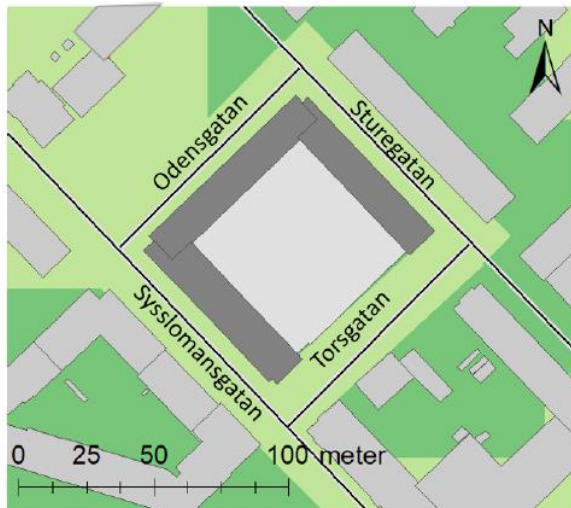 N
Odensgatan
Sturegatan
Sysslomansgatan
Torsgatan
0 25 50 100 meter